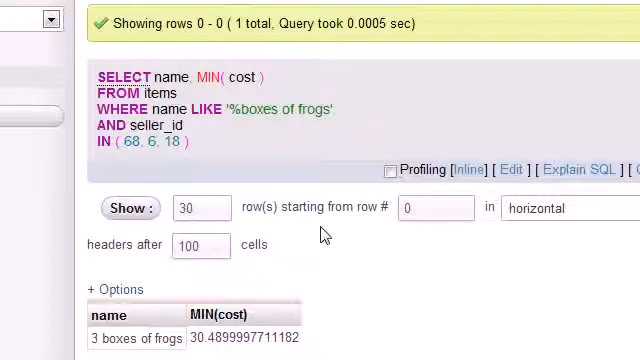 Showing rows 0 - 0 ( 1 total, Query took 0.0005 sec)
SELECT name, MIN( cost )
FROM items
WHERE name LIKE '%boxes of frogs'
AND seller_id
IN ( 68, 6, 18 )
Profiling [Inline] [ Edit ] [ Explain SQL ] [
Show : 30 row(s) starting from row # 0 in horizontal
headers after 100 cells
+ Options
name MIN(cost)
3 boxes of frogs 30.4899997711182